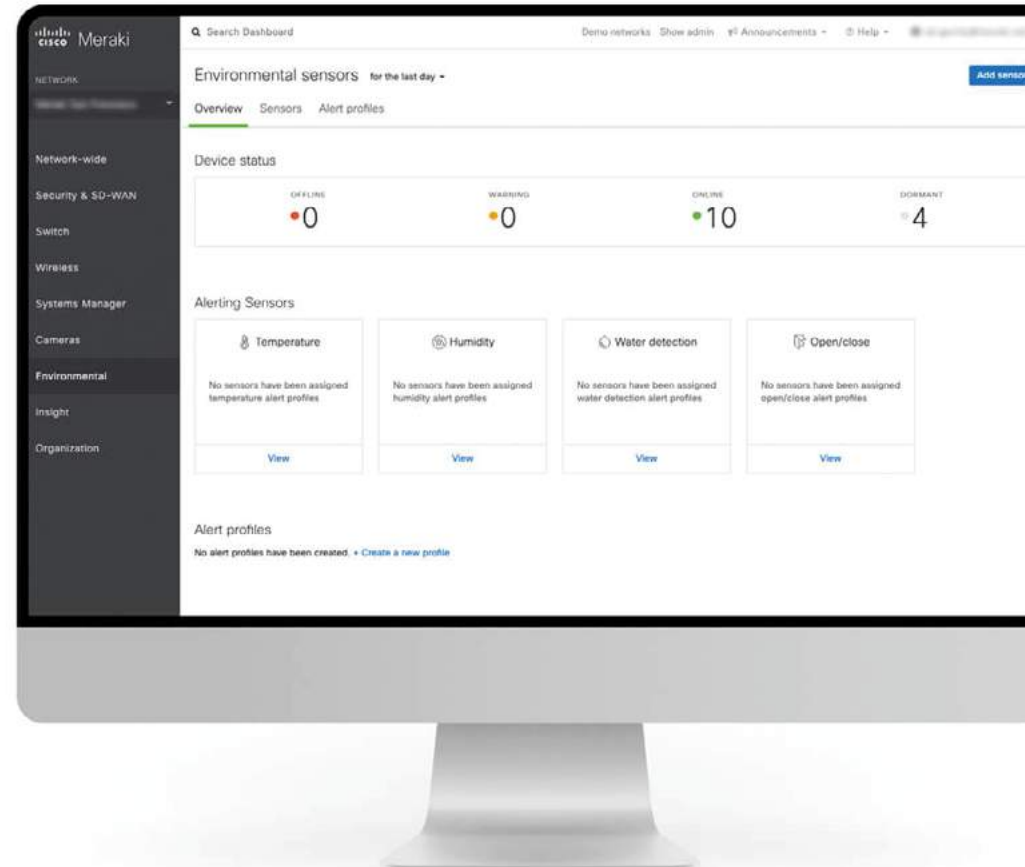 cisco Meraki
Search Dashboard
Demo networks Show admin Announcements Help
NETWORK
Environmental sensors for the last day
Add sensor
Overview Sensors Alert profiles
Network-wide
Security & SD-WAN
Switch
Wireless
Systems Manager
Cameras
Environmental
Insight
Organization
Device status
OFFLINE WARNING ONLINE DORMANT
0 0 10 4
Alerting Sensors
Temperature
No sensors have been assigned
temperature alert profiles
View
Humidity
No sensors have been assigned
humidity alert profiles
View
Water detection
No sensors have been assigned
water detection alert profiles
View
Open/close
No sensors have been assigned
open/close alert profiles
View
Alert profiles
No alert profiles have been created. + Create a new profile